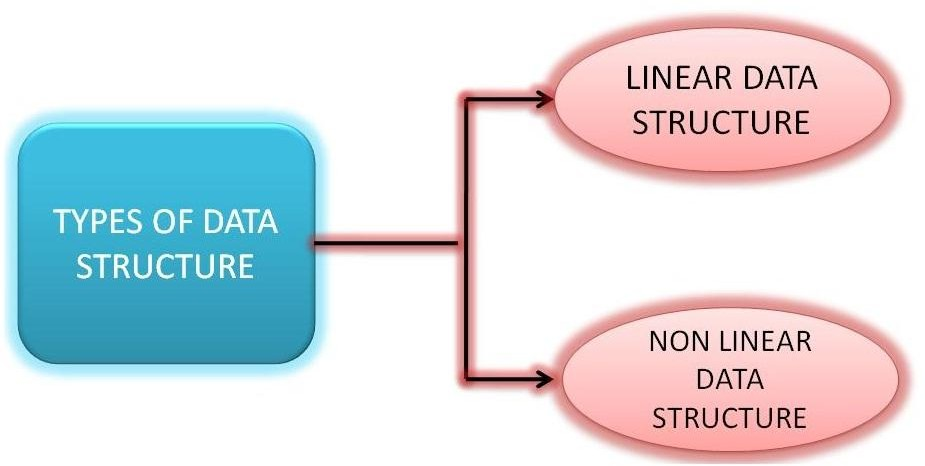 TYPES OF DATA
STRUCTURE
LINEAR DATA
STRUCTURE
NON LINEAR
DATA
STRUCTURE